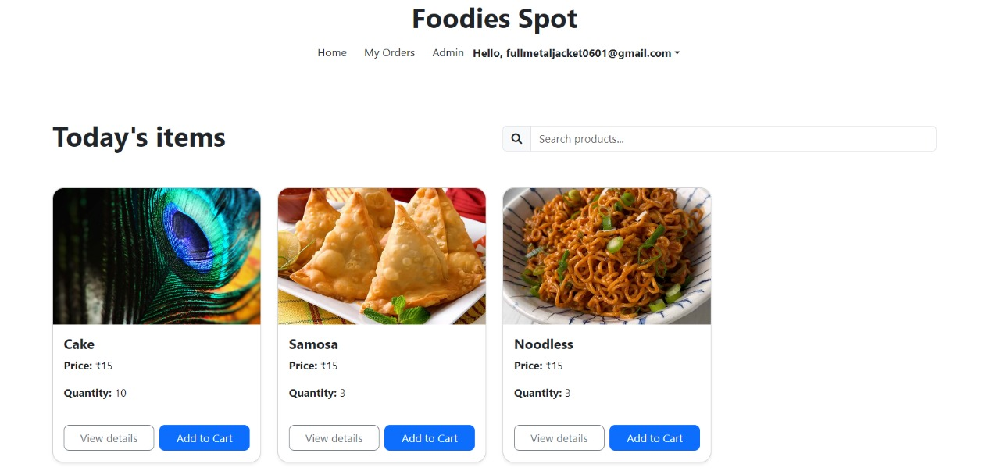 Foodies Spot
Home My Orders Admin Hello, fullmetaljacket0601@gmail.com
Today's items
Search products...
Cake
Price: ₹15
Quantity: 10
View details Add to Cart
Samosa
Price: ₹15
Quantity: 3
View details Add to Cart
Noodless
Price: ₹15
Quantity: 3
View details Add to Cart